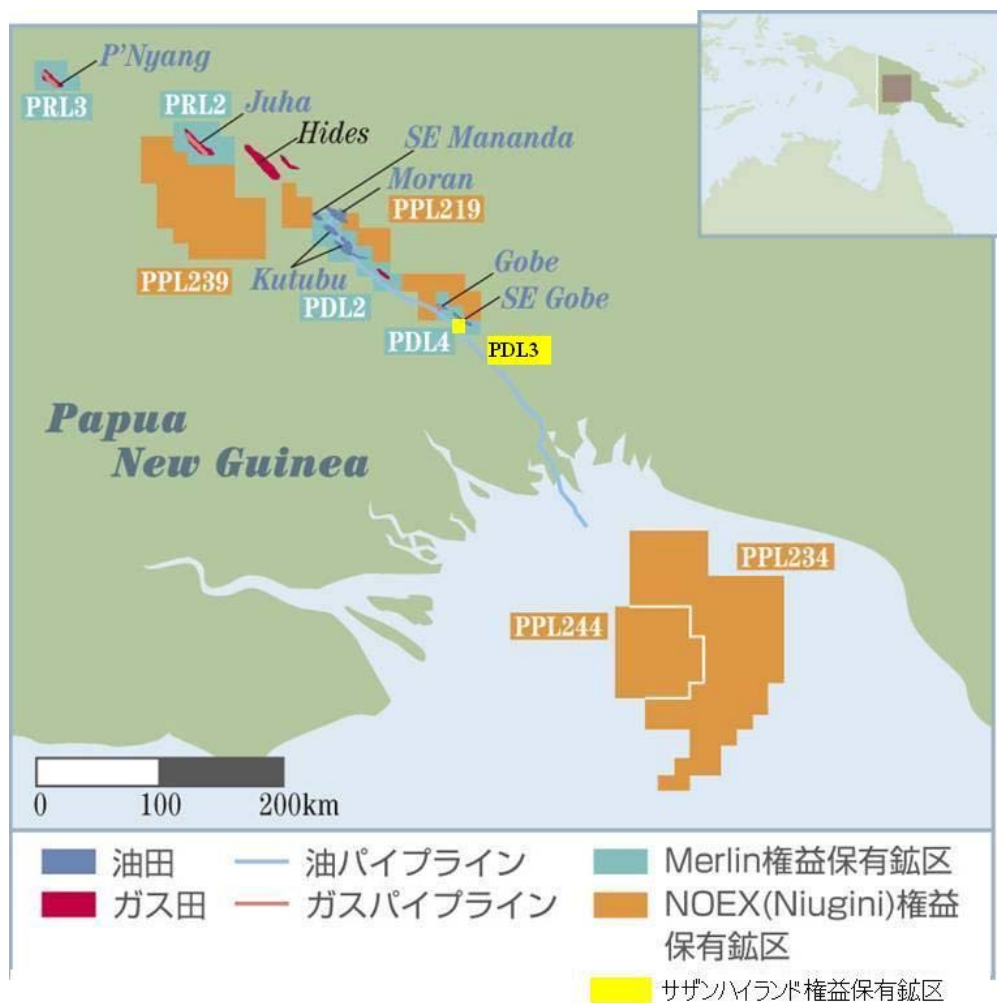 P'Nyang
PRL3
PRL2
Juha
Hides
SE Mananda
Moran
PPL219
PPL239
Kutubu
PDL2
Gobe
SE Gobe
PDL4
PDL3
Papua
New Guinea
PPL234
PPL244
0 100 200km
油田
油パイプライン
Merlin権益保有鉱区
ガス田
ガスパイプライン
NOEX(Niugini)権益
保有鉱区
サザンハイランド権益保有鉱区